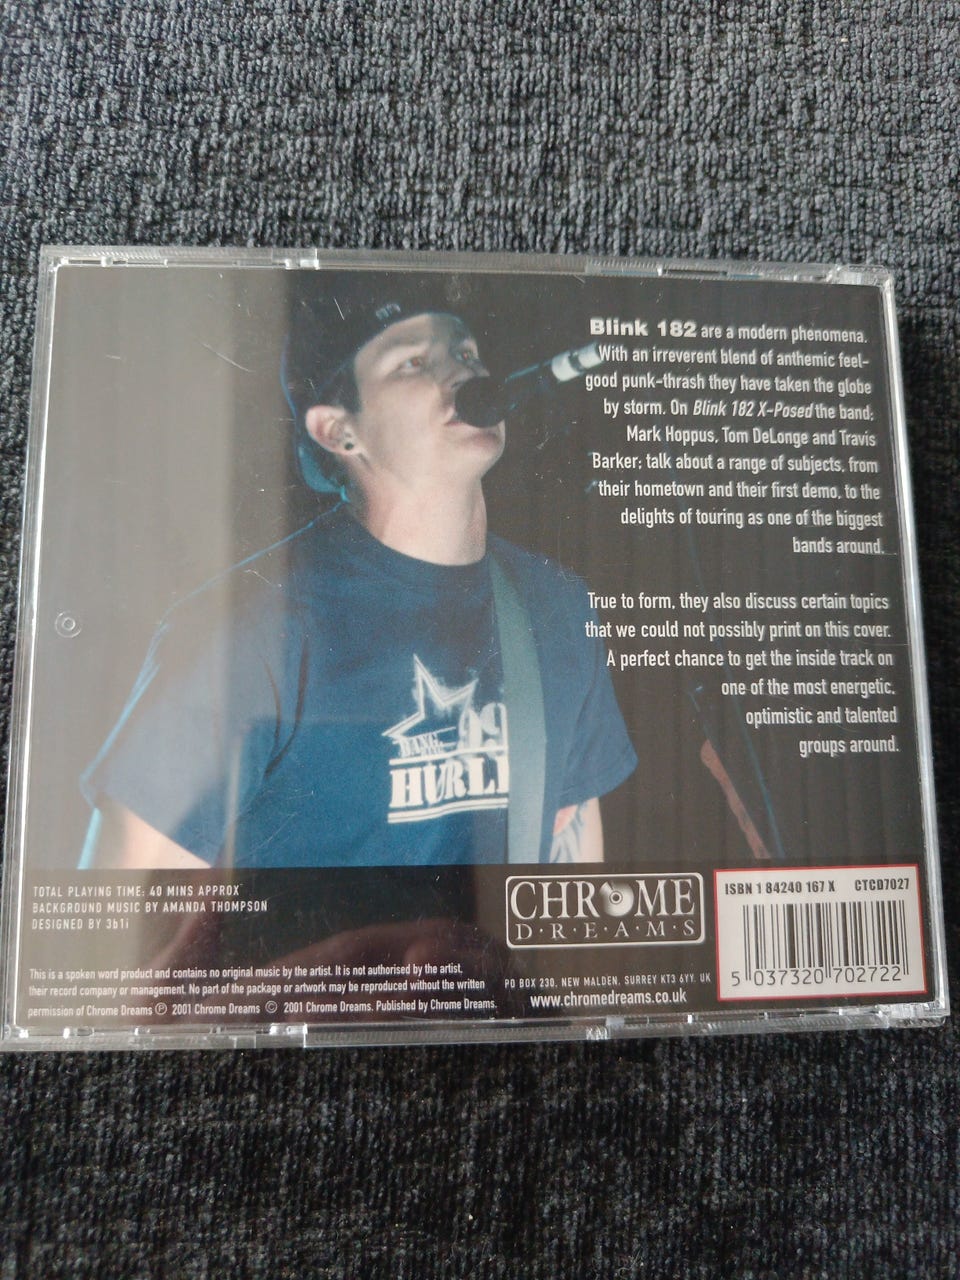 Blink 182 are a modern phenomena.
With an irreverent blend of anthemic feel-
good punk-thrash they have taken the globe
by storm. On Blink 182 X-Posed the band;
Mark Hoppus, Tom DeLonge and Travis
Barker; talk about a range of subjects, from
their hometown and their first demo, to the
delights of touring as one of the biggest
bands around.
True to form, they also discuss certain topics
that we could not possibly print on this cover.
A perfect chance to get the inside track on
one of the most energetic,
optimistic and talented
groups around.
BANG 99
HURL
TOTAL PLAYING TIME: 40 MINS APPROX
BACKGROUND MUSIC BY AMANDA THOMPSON
DESIGNED BY 3b1i
This is a spoken word product and contains no original music by the artist. It is not authorised by the artist,
their record company or management. No part of the package or artwork may be reproduced without the written
permission of Chrome Dreams ℗ 2001 Chrome Dreams © 2001 Chrome Dreams. Published by Chrome Dreams.
CHROME
D·R·E·A·M·S
PO BOX 230, NEW MALDEN, SURREY KT3 6YY. UK
www.chromedreams.co.uk
ISBN 1 84240 167 X CTCD7027
5 037320 702722